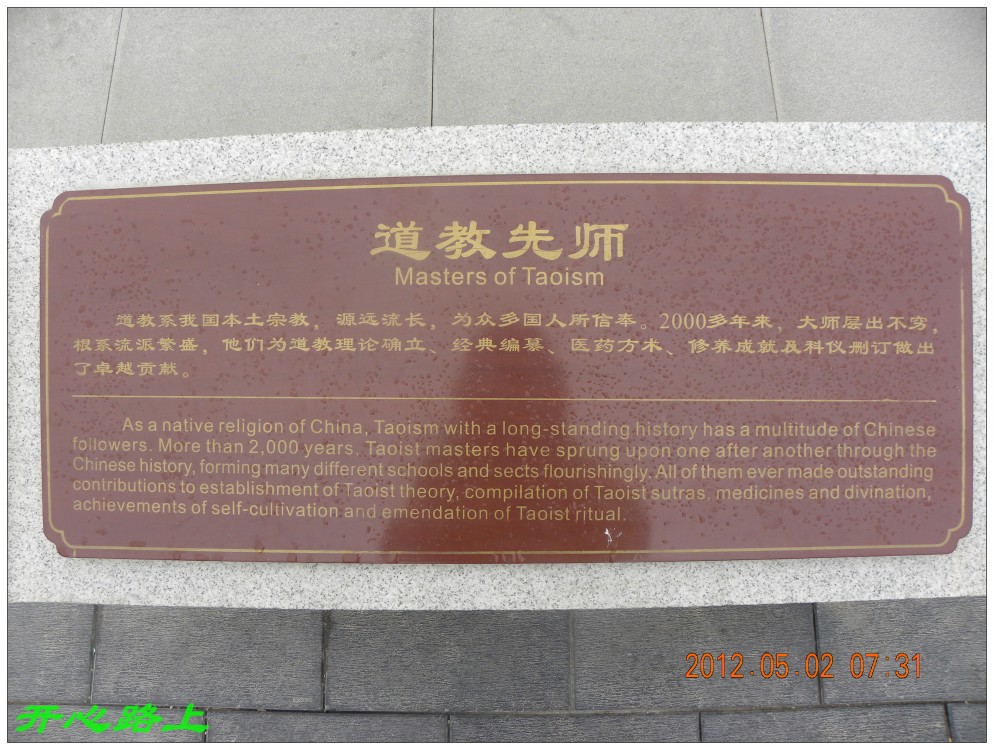 道教先师
Masters of Taoism
道教系我国本土宗教，源远流长，为众多国人所信奉。2000多年来，大师层出不穷，
根系流派繁盛，他们为道教理论确立、经典编纂、医药方术、修养成就及科仪删订做出
了卓越贡献。
As a native religion of China, Taoism with a long-standing history has a multitude of Chinese
followers. More than 2,000 years, Taoist masters have sprung upon one after another through the
Chinese history, forming many different schools and sects flourishingly. All of them ever made outstanding
contributions to establishment of Taoist theory, compilation of Taoist sutras, medicines and divination,
achievements of self-cultivation and emendation of Taoist ritual.
2012.05.02 07:31
开心路上